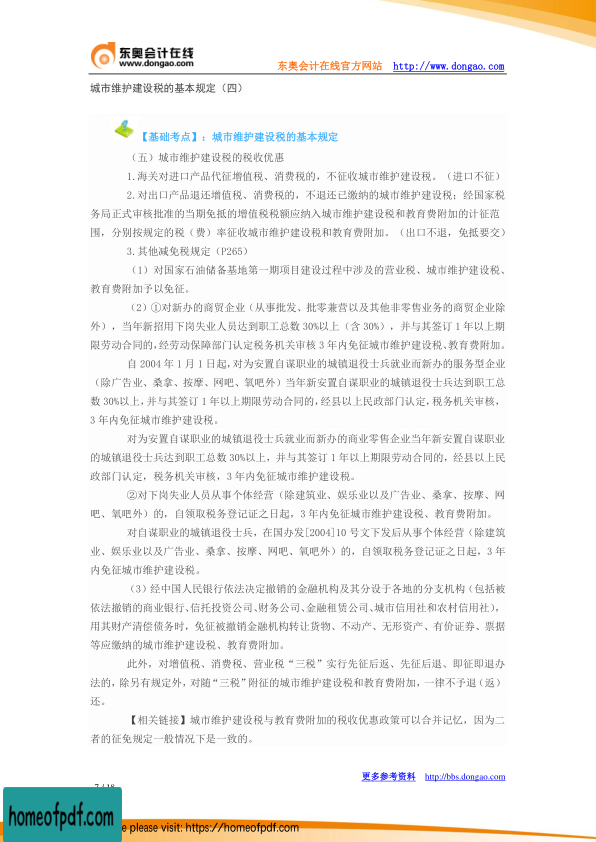 东奥会计在线
www.dongao.com
东奥会计在线官方网站 http://www.dongao.com
城市维护建设税的基本规定（四）
【基础考点】：城市维护建设税的基本规定
（五）城市维护建设税的税收优惠
1.海关对进口产品代征增值税、消费税的，不征收城市维护建设税。（进口不征）
2.对出口产品退还增值税、消费税的，不退还已缴纳的城市维护建设税；经国家税
务局正式审核批准的当期免抵的增值税税额应纳入城市维护建设税和教育费附加的计征范
围，分别按规定的税（费）率征收城市维护建设税和教育费附加。（出口不退，免抵要交）
3.其他减免税规定（P265）
（1）对国家石油储备基地第一期项目建设过程中涉及的营业税、城市维护建设税、
教育费附加予以免征。
（2）①对新办的商贸企业（从事批发、批零兼营以及其他非零售业务的商贸企业除
外），当年新招用下岗失业人员达到职工总数 30%以上（含 30%），并与其签订 1 年以上期
限劳动合同的，经劳动保障部门认定税务机关审核 3 年内免征城市维护建设税、教育费附加。
自 2004 年 1 月 1 日起，对为安置自谋职业的城镇退役士兵就业而新办的服务型企业
（除广告业、桑拿、按摩、网吧、氧吧外）当年新安置自谋职业的城镇退役士兵达到职工总
数 30%以上，并与其签订 1 年以上期限劳动合同的，经县以上民政部门认定，税务机关审核，
3 年内免征城市维护建设税。
对为安置自谋职业的城镇退役士兵就业而新办的商业零售企业当年新安置自谋职业
的城镇退役士兵达到职工总数 30%以上，并与其签订 1 年以上期限劳动合同的，经县以上民
政部门认定，税务机关审核，3 年内免征城市维护建设税。
②对下岗失业人员从事个体经营（除建筑业、娱乐业以及广告业、桑拿、按摩、网
吧、氧吧外）的，自领取税务登记证之日起，3 年内免征城市维护建设税、教育费附加。
对自谋职业的城镇退役士兵，在国办发[2004]10 号文下发后从事个体经营（除建筑
业、娱乐业以及广告业、桑拿、按摩、网吧、氧吧外）的，自领取税务登记证之日起，3 年
内免征城市维护建设税。
（3）经中国人民银行依法决定撤销的金融机构及其分设于各地的分支机构（包括被
依法撤销的商业银行、信托投资公司、财务公司、金融租赁公司、城市信用社和农村信用社），
用其财产清偿债务时，免征被撤销金融机构转让货物、不动产、无形资产、有价证券、票据
等应缴纳的城市维护建设税、教育费附加。
此外，对增值税、消费税、营业税“三税”实行先征后返、先征后退、即征即退办
法的，除另有规定外，对随“三税”附征的城市维护建设税和教育费附加，一律不予退（返）
还。
【相关链接】城市维护建设税与教育费附加的税收优惠政策可以合并记忆，因为二
者的征免规定一般情况下是一致的。
更多参考资料 http://bbs.dongao.com
7 / 18
homeofpdf.com
please visit: https://homeofpdf.com